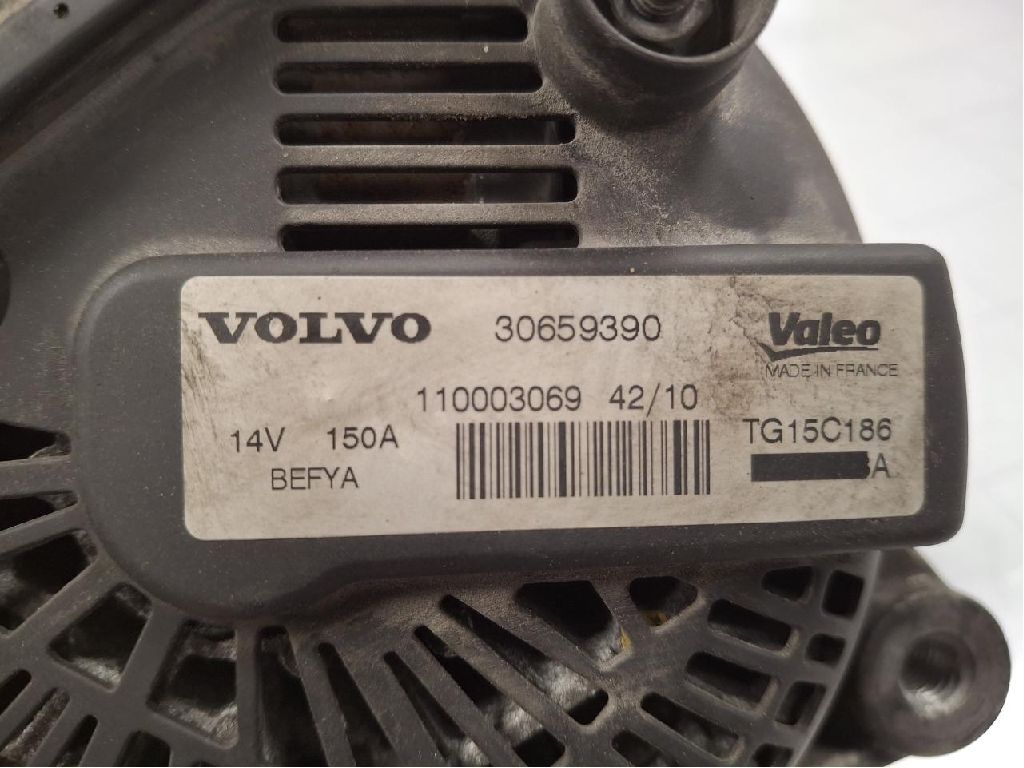 VOLVO 30659390 Valeo
MADE IN FRANCE
110003069 42/10
14V 150A TG15C186
BEFYA